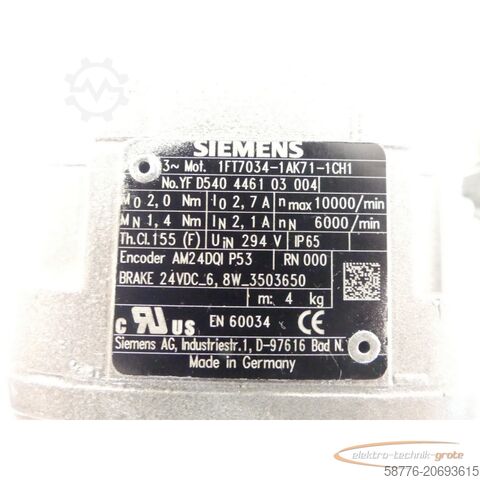 SIEMENS
3~ Mot. 1FT7034-1AK71-1CH1
No.YF D540 4461 03 004
M0 2,0 Nm I0 2,7 A n max 10000/min
MN 1,4 Nm IN 2,1 A nN 6000/min
Th.Cl.155 (F) UiN 294 V IP65
Encoder AM24DQI P53 RN 000
BRAKE 24VDC_6,8W_3503650
m: 4 kg
c RU US EN 60034 CE
Siemens AG, Industriestr.1, D-97616 Bad N.
Made in Germany
elektro-technik-grote
58776-20693615